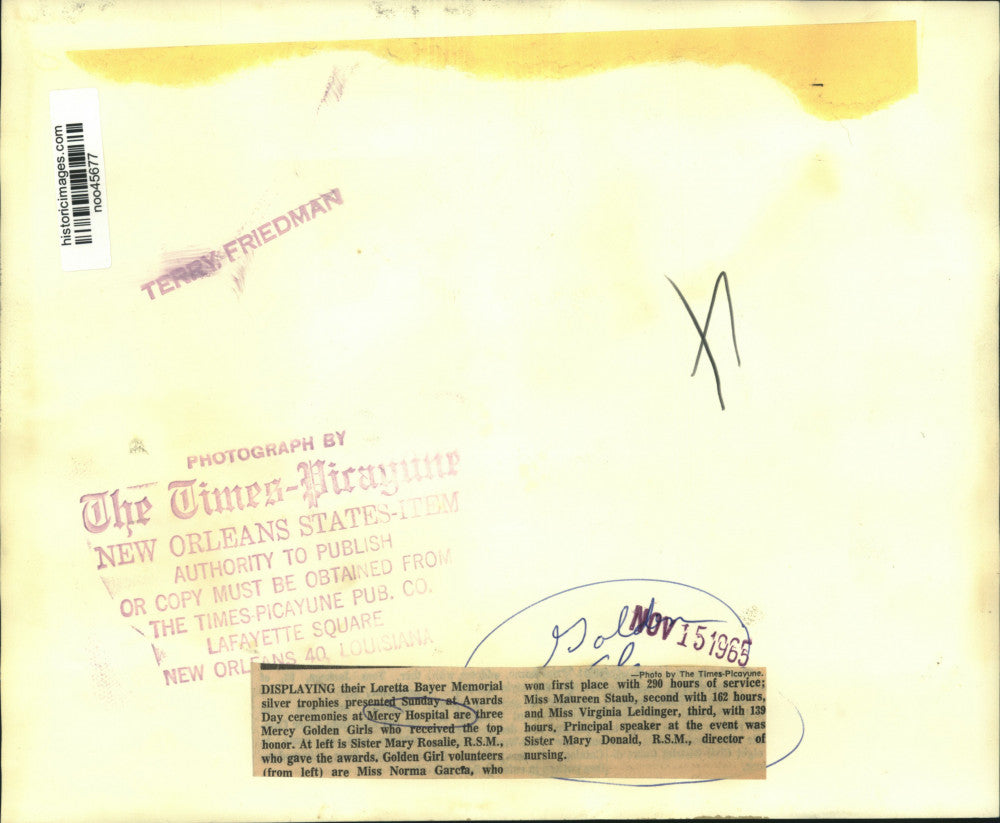 historicimages.com
noo45677
TERRY FRIEDMAN
PHOTOGRAPH BY
The Times-Picayune
NEW ORLEANS STATES-ITEM
AUTHORITY TO PUBLISH
OR COPY MUST BE OBTAINED FROM
THE TIMES-PICAYUNE PUB. CO.
LAFAYETTE SQUARE
NEW ORLEANS 40, LOUISIANA
Golden
NOV 15 1965
DISPLAYING their Loretta Bayer Memorial
silver trophies presented Sunday at Awards
Day ceremonies at Mercy Hospital are three
Mercy Golden Girls who received the top
honor. At left is Sister Mary Rosalie, R.S.M.,
who gave the awards. Golden Girl volunteers
(from left) are Miss Norma Garcia, who
—Photo by The Times-Picayune.
won first place with 290 hours of service;
Miss Maureen Staub, second with 162 hours,
and Miss Virginia Leidinger, third, with 139
hours. Principal speaker at the event was
Sister Mary Donald, R.S.M., director of
nursing.